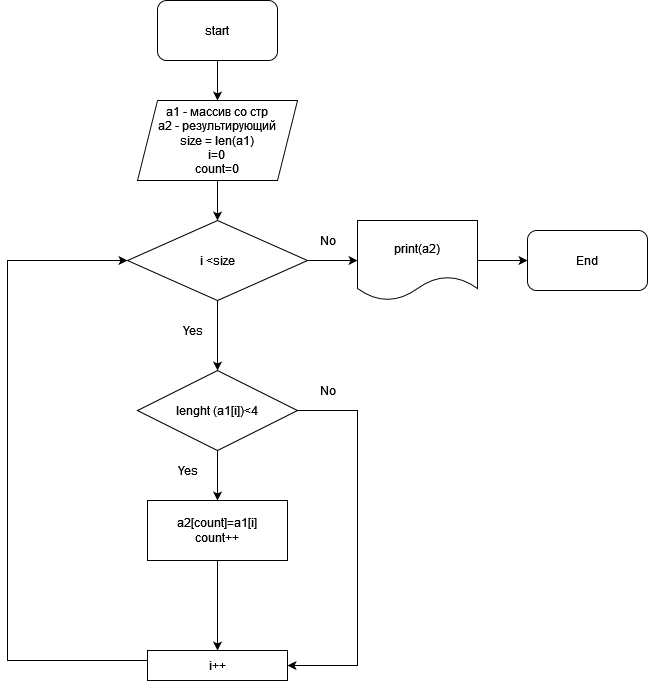 start
a1 - массив со стр
a2 - результирующий
size = len(a1)
i=0
count=0
i <size
No
print(a2)
End
Yes
lenght (a1[i])<4
No
Yes
a2[count]=a1[i]
count++
i++